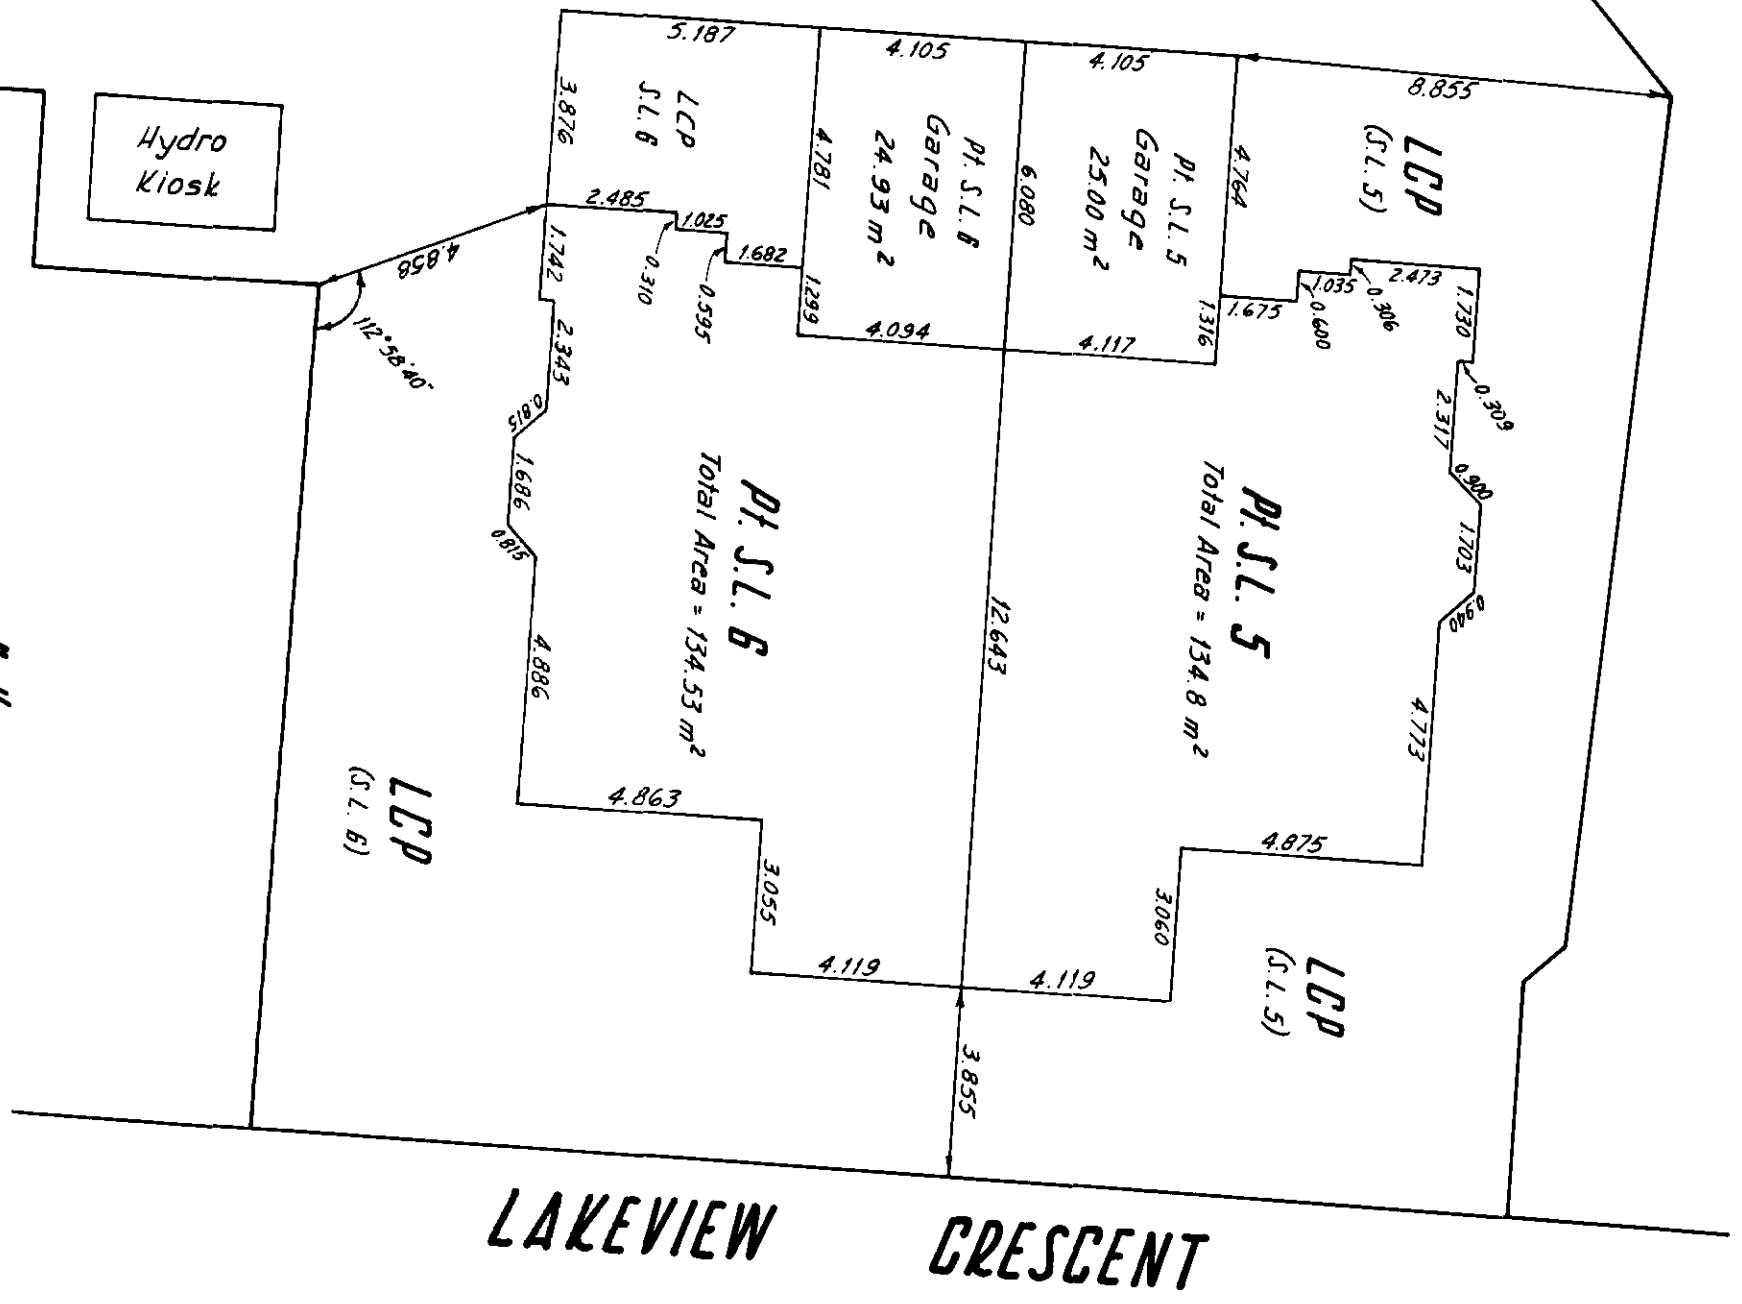 5.187
4.105
4.105
8.855
3.876
LCP
S.L. 6
4.781
Pt. S.L. 6
Garage
24.93 m²
6.080
Pt. S.L. 5
Garage
25.00 m²
4.764
LCP
(S.L. 5)
Hydro
Kiosk
2.485
1.025
1.682
0.310
0.595
1.299
4.094
4.117
1.316
1.675
1.035
2.473
0.600
0.306
1.730
0.309
4.858
112°58'40"
1.742
2.343
0.815
1.686
0.815
4.886
2.317
0.900
1.703
0.940
4.773
Pt. S.L. 6
Total Area = 134.53 m²
12.643
Pt. S.L. 5
Total Area = 134.8 m²
LCP
(S.L. 6)
4.863
3.055
4.119
4.119
3.060
4.875
LCP
(S.L. 5)
3.855
LAKEVIEW CRESCENT